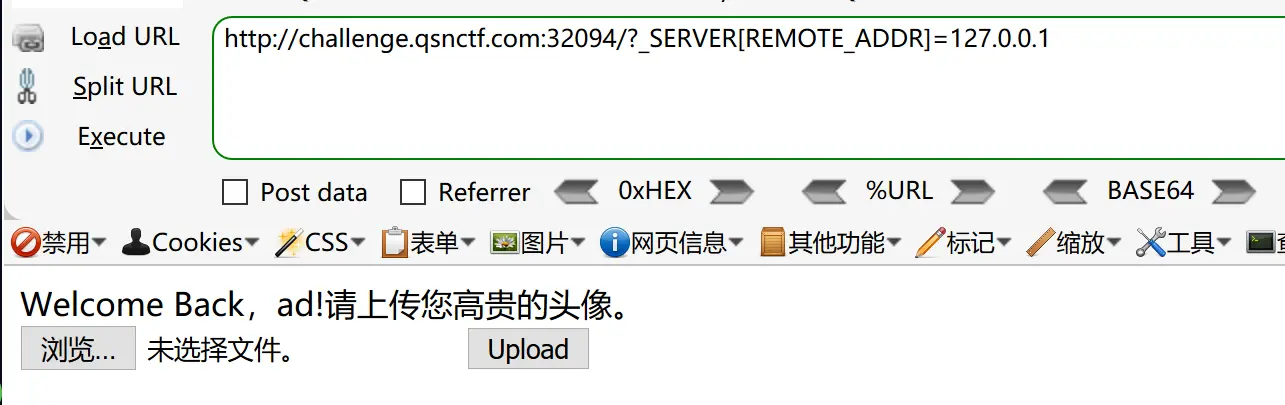 Load URL
http://challenge.qsnctf.com:32094/?_SERVER[REMOTE_ADDR]=127.0.0.1
Split URL
Execute
Post data Referrer 0xHEX %URL BASE64
禁用 Cookies CSS 表单 图片 网页信息 其他功能 标记 缩放 工具
Welcome Back，ad!请上传您高贵的头像。
浏览... 未选择文件。 Upload